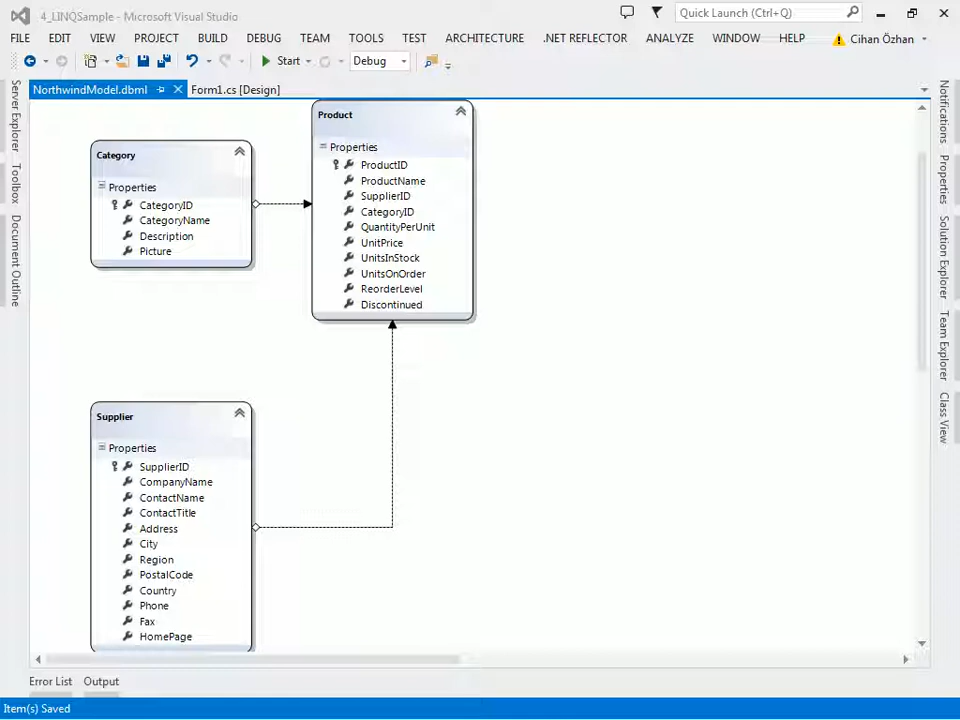 4_LINQSample - Microsoft Visual Studio
Quick Launch (Ctrl+Q)
FILE EDIT VIEW PROJECT BUILD DEBUG TEAM TOOLS TEST ARCHITECTURE .NET REFLECTOR ANALYZE WINDOW HELP Cihan Özhan
Start Debug
NorthwindModel.dbml Form1.cs [Design]
Server Explorer
Toolbox
Document Outline
Category
Properties
CategoryID
CategoryName
Description
Picture
Product
Properties
ProductID
ProductName
SupplierID
CategoryID
QuantityPerUnit
UnitPrice
UnitsInStock
UnitsOnOrder
ReorderLevel
Discontinued
Supplier
Properties
SupplierID
CompanyName
ContactName
ContactTitle
Address
City
Region
PostalCode
Country
Phone
Fax
HomePage
Notifications
Properties
Solution Explorer
Team Explorer
Class View
Error List Output
Item(s) Saved